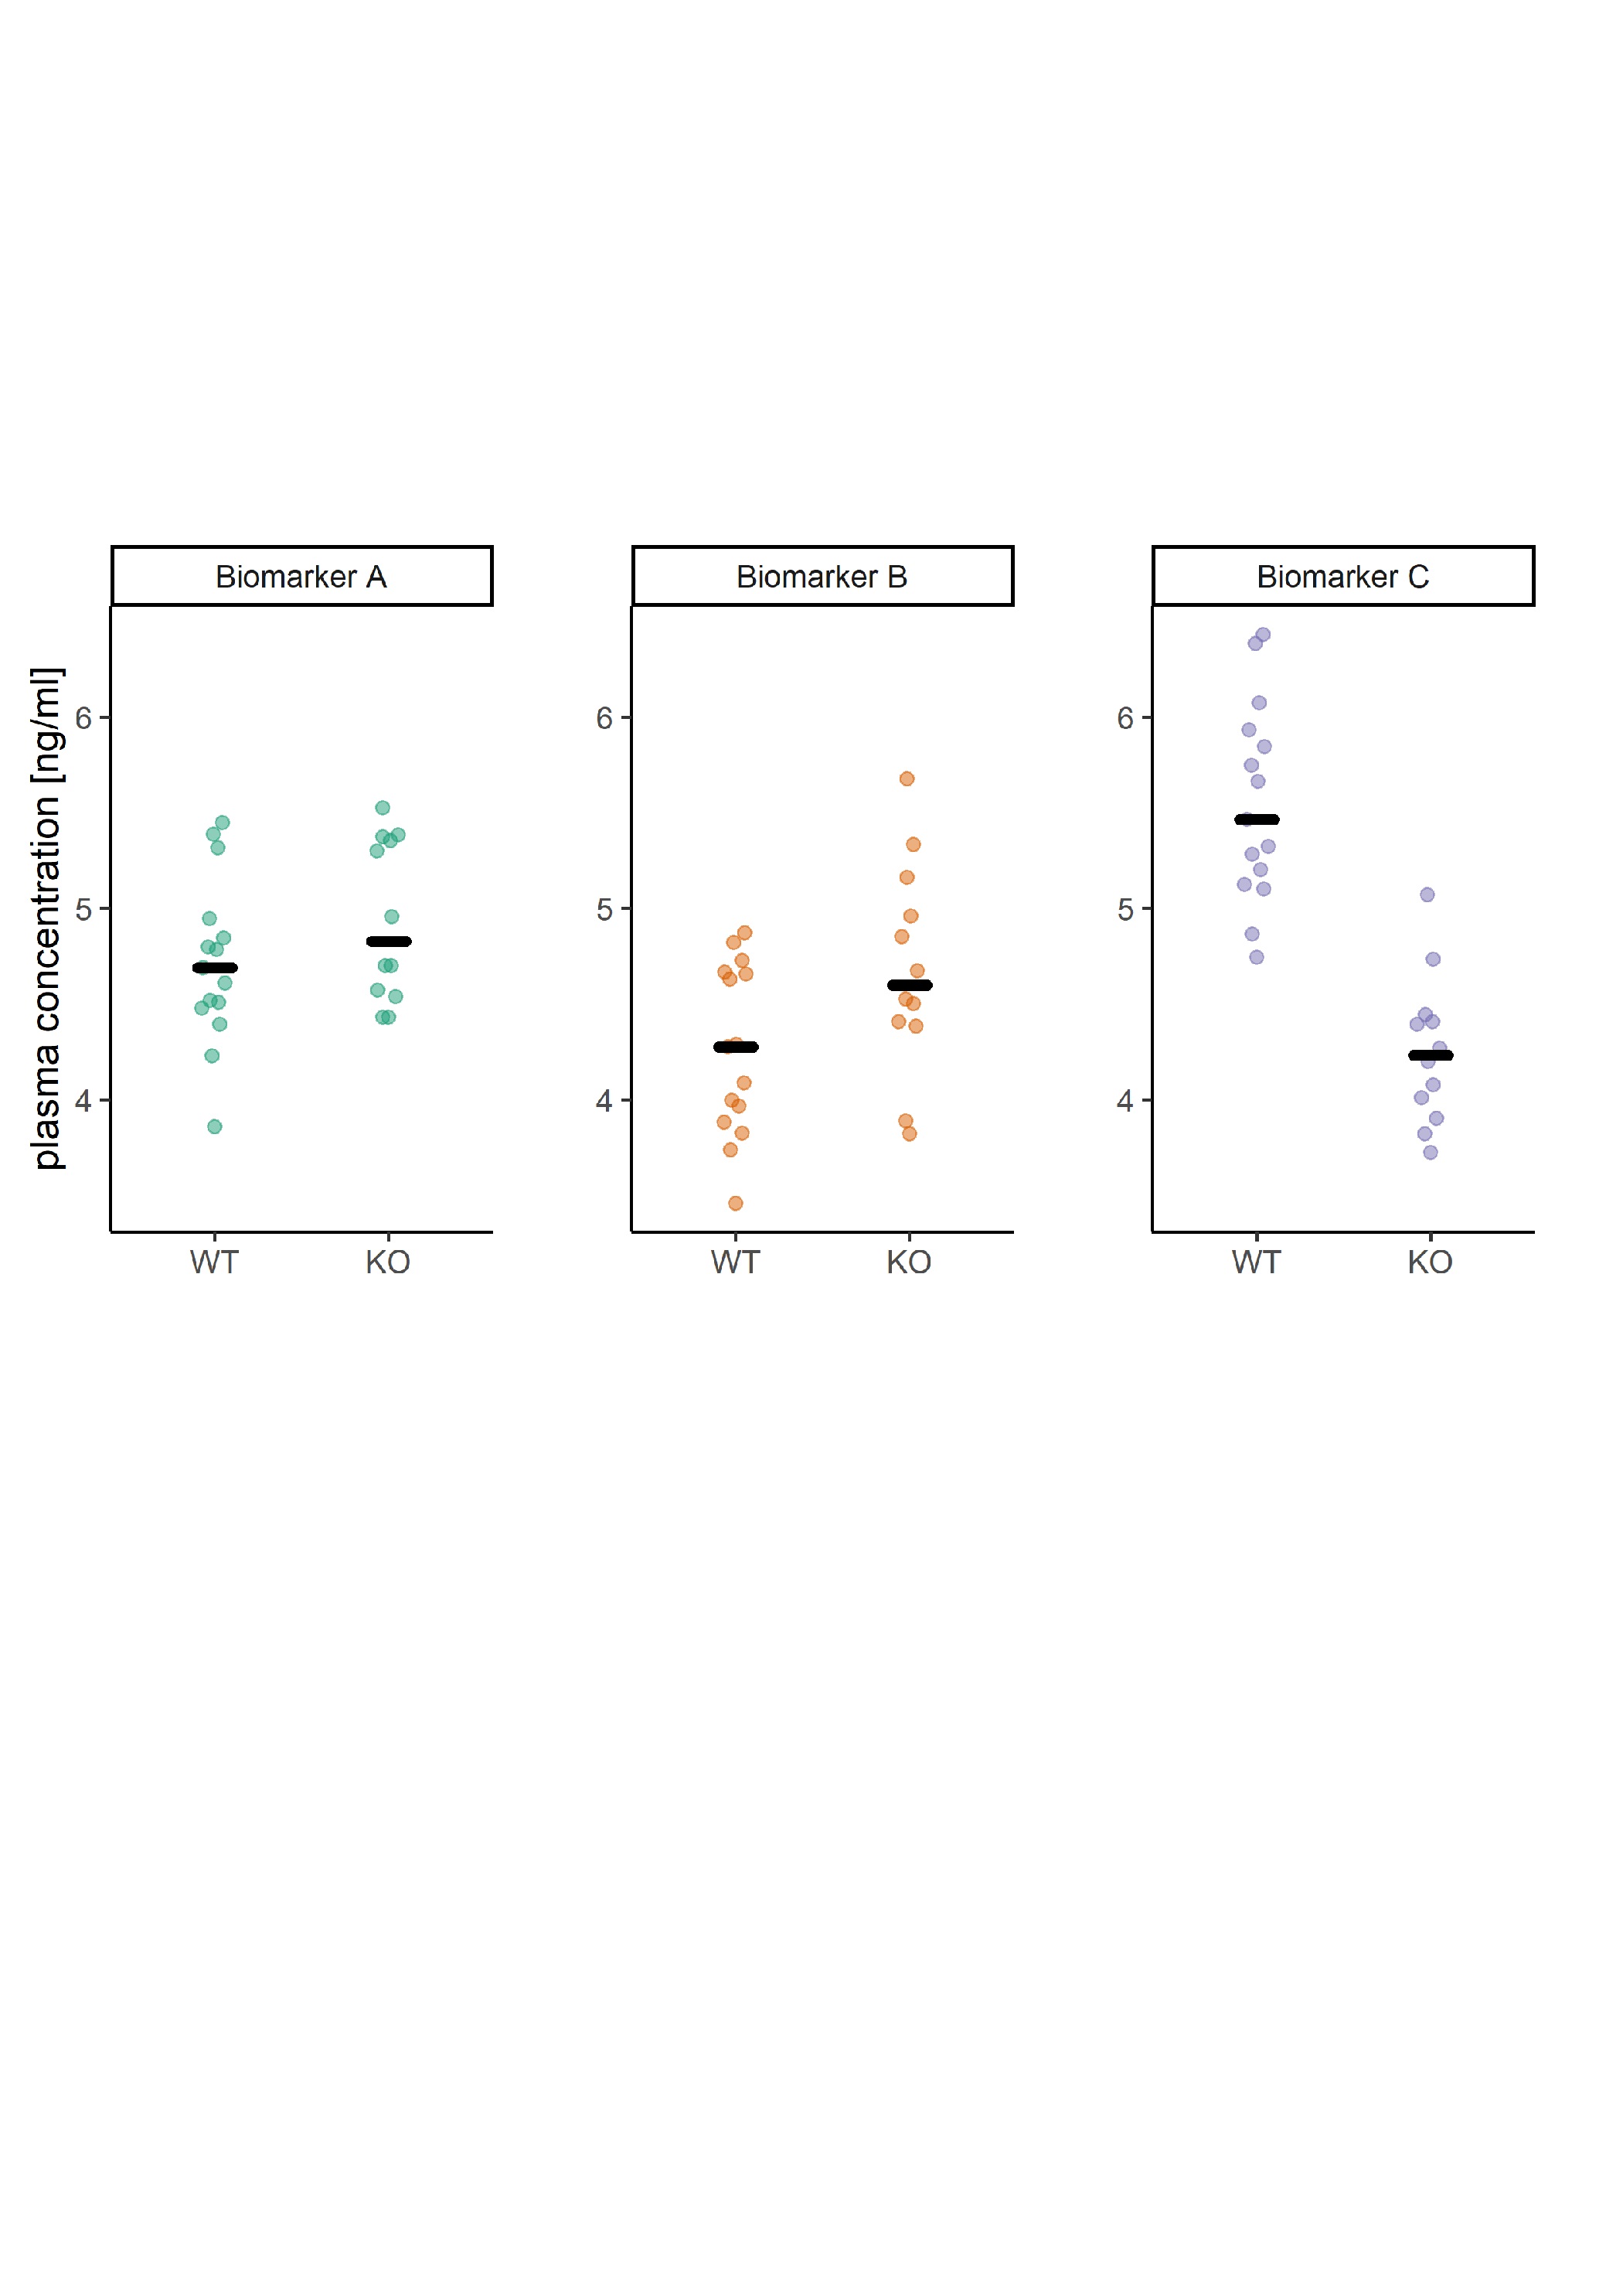 Biomarker A
Biomarker B
Biomarker C
plasma concentration [ng/ml]
6
5
4
6
5
4
6
5
4
WT
KO
WT
KO
WT
KO